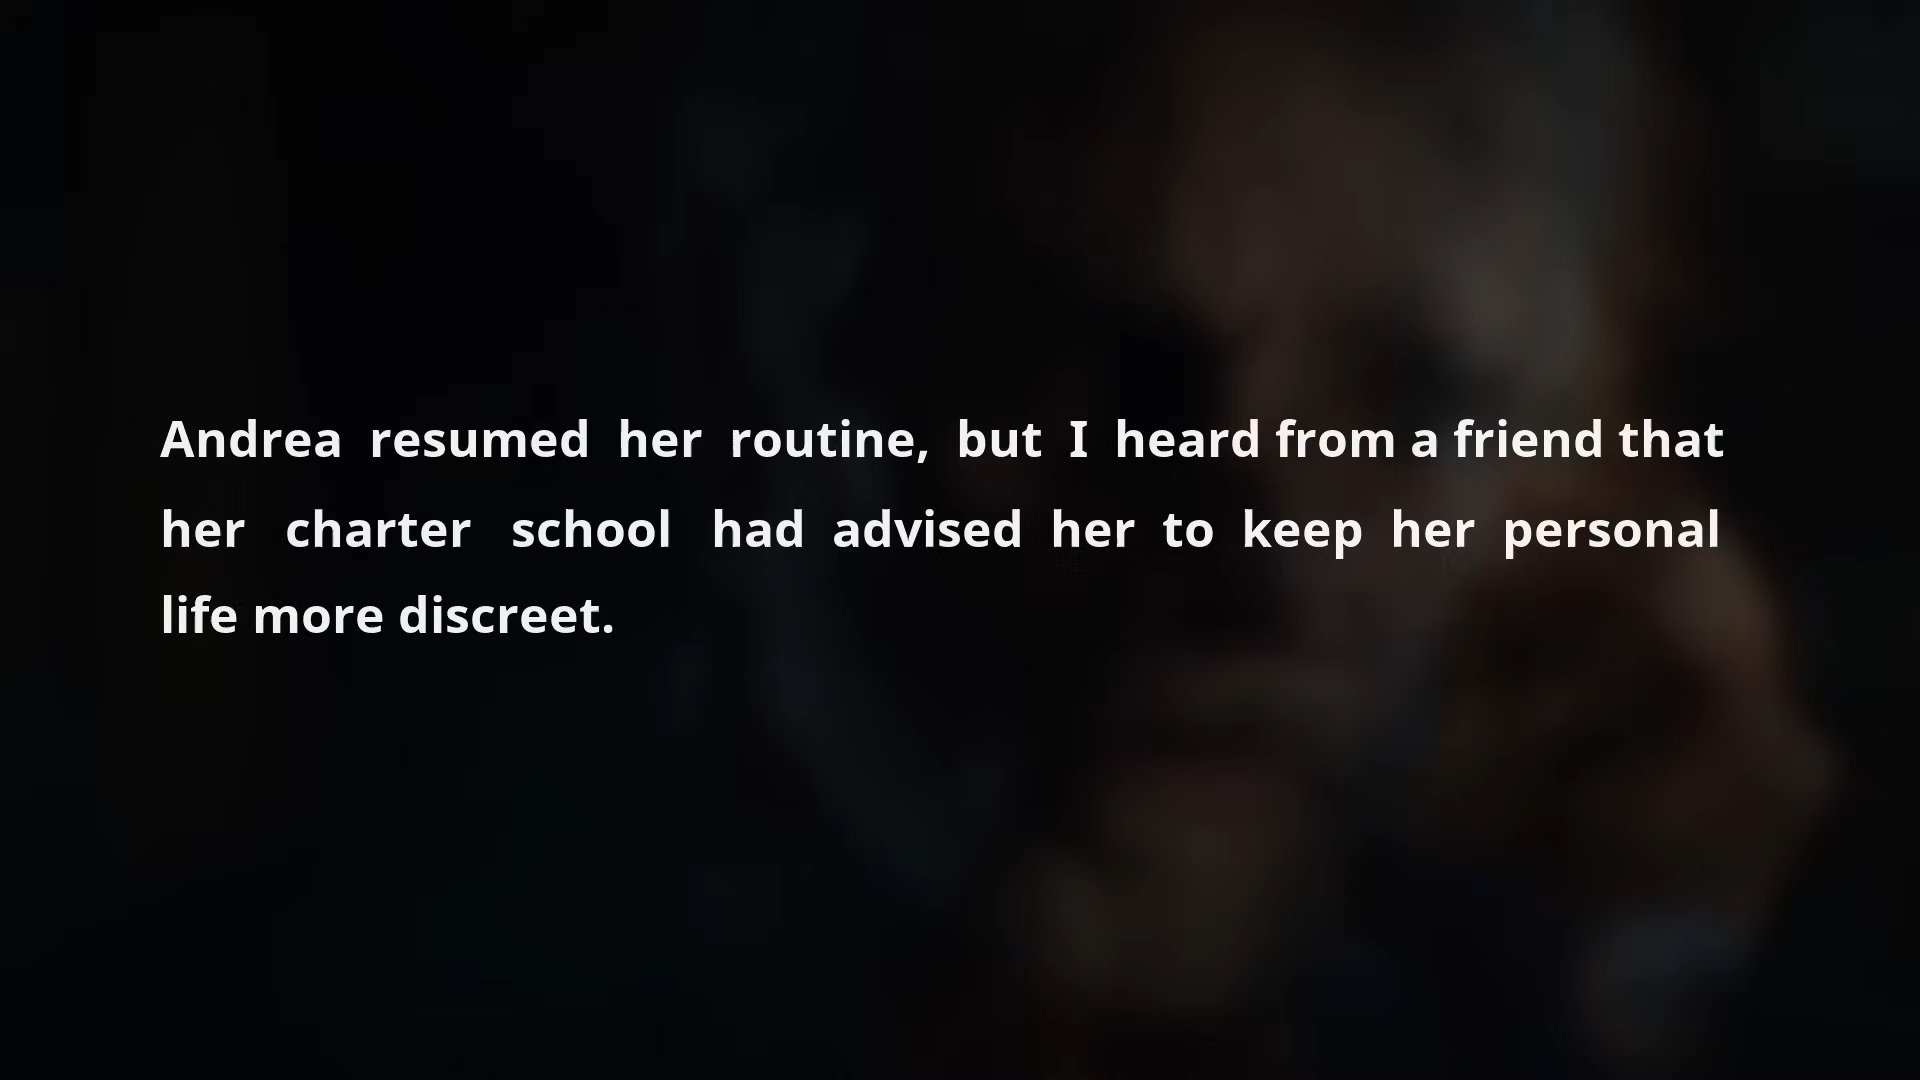 Andrea resumed her routine, but I heard from a friend that
her charter school had advised her to keep her personal
life more discreet.